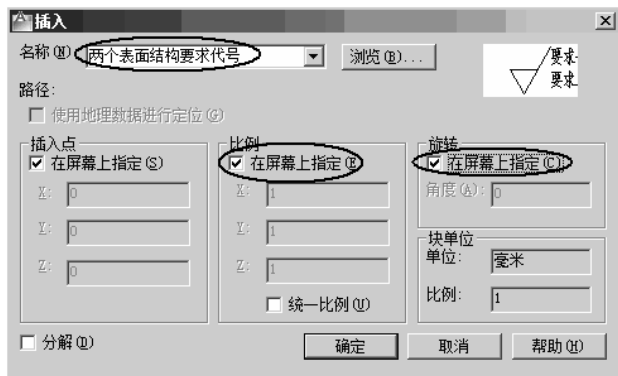 插入
名称(N): 两个表面结构要求代号 浏览(B)... 要求
要求
路径:
使用地理数据进行定位(G)
插入点 比例 旋转
在屏幕上指定(S) 在屏幕上指定(E) 在屏幕上指定(C)
X: 0 X: 1 角度(A): 0
Y: 0 Y: 1 块单位
单位: 毫米
Z: 0 Z: 1
比例: 1
统一比例(U)
分解(D) 确定 取消 帮助(H)